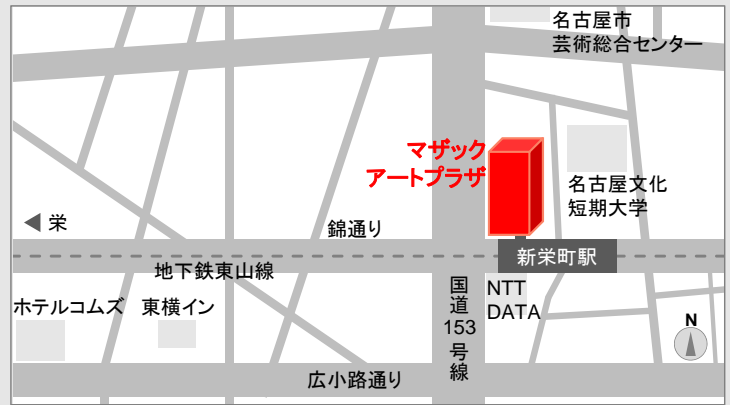 名古屋市
芸術総合センター
マザック
アートプラザ
名古屋文化
短期大学
栄
錦通り
新栄町駅
地下鉄東山線
ホテルコムズ
東横イン
国道153号線
NTT
DATA
N
広小路通り